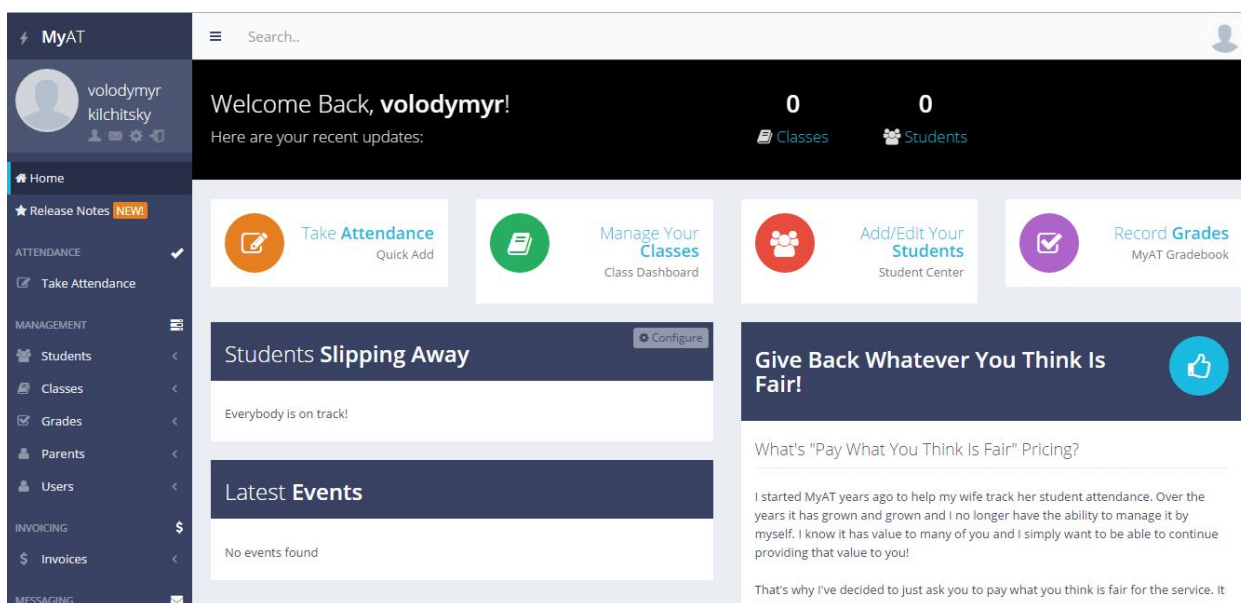 MyAT
Search..
volodymyr
kilchitsky
Home
Release Notes NEW!
ATTENDANCE
Take Attendance
MANAGEMENT
Students
Classes
Grades
Parents
Users
INVOICING
$
$ Invoices
MESSAGING
Welcome Back, volodymyr!
Here are your recent updates:
0
Classes
0
Students
Take Attendance
Quick Add
Manage Your
Classes
Class Dashboard
Add/Edit Your
Students
Student Center
Record Grades
MyAT Gradebook
Students Slipping Away
Configure
Everybody is on track!
Latest Events
No events found
Give Back Whatever You Think Is
Fair!
What's "Pay What You Think Is Fair" Pricing?
I started MyAT years ago to help my wife track her student attendance. Over the
years it has grown and grown and I no longer have the ability to manage it by
myself. I know it has value to many of you and I simply want to be able to continue
providing that value to you!
That's why I've decided to just ask you to pay what you think is fair for the service. It